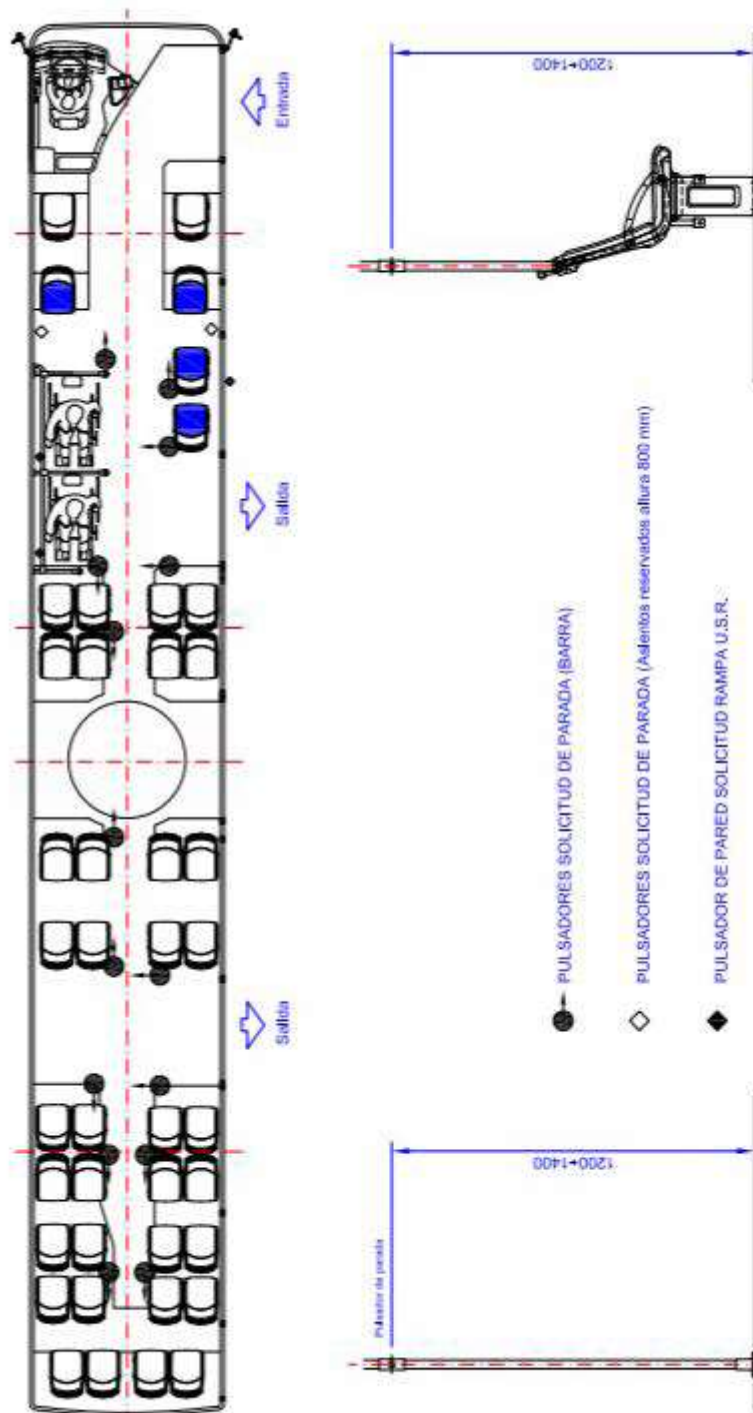 Entrada
Salida
Salida
1200÷1400
PULSADORES SOLICITUD DE PARADA (BARRA)
PULSADORES SOLICITUD DE PARADA (Asientos reservados altura 800 mm)
PULSADOR DE PARED SOLICITUD RAMPA U.S.R.
Pulsador de parada
1200÷1400